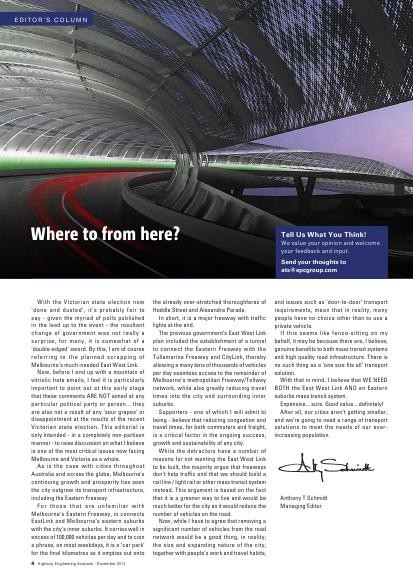 EDITOR'S COLUMN
Where to from here?
Tell Us What You Think!
We value your opinion and welcome
your feedback and input.
Send your thoughts to
ats@epcgroup.com
With the Victorian state election now
'done and dusted', it's probably fair to
say - given the myriad of polls published
in the lead up to the event - the resultant
change of government was not really a
surprise, for many, it is somewhat of a
'double-edged' sword. By this, I am of course
referring to the planned scrapping of
Melbourne's much-needed East West Link.
Now, before I end up with a mountain of
vitriolic hate emails, I feel it is particularly
important to point out at this early stage
that these comments ARE NOT aimed at any
particular political party or person... they
are also not a result of any 'sour grapes' or
disappointment at the results of the recent
Victorian state election. This editorial is
only intended - in a completely non-partisan
manner - to raise discussion on what I believe
is one of the most critical issues now facing
Melbourne and Victoria as a whole.
As is the case with cities throughout
Australia and across the globe, Melbourne's
continuing growth and prosperity has seen
the city outgrow its transport infrastructure,
including the Eastern Freeway.
For those that are unfamiliar with
Melbourne's Eastern Freeway, in connects
EastLink and Melbourne's eastern suburbs
with the city's inner suburbs. It carries well in
excess of 100,000 vehicles per day and to coin
a phrase, on most weekdays, it is a 'car park'
for the final kilometres as it empties out onto
the already over-stretched thoroughfares of
Hoddle Street and Alexandra Parade.
In short, it is a major freeway with traffic
lights at the end.
The previous government's East West Link
plan included the establishment of a tunnel
to connect the Eastern Freeway with the
Tullamarine Freeway and CityLink, thereby
allowing a many tens of thousands of vehicles
per day seamless access to the remainder of
Melbourne's metropolitan Freeway/Tollway
network, while also greatly reducing travel
times into the city and surrounding inner
suburbs.
Supporters - one of which I will admit to
being - believe that reducing congestion and
travel times, for both commuters and freight,
is a critical factor in the ongoing success,
growth and sustainability of any city.
While the detractors have a number of
reasons for not wanting the East West Link
to be built, the majority argue that freeways
don't help traffic and that we should build a
rail line / light rail or other mass transit system
instead. This argument is based on the fact
that it is a greener way to live and would be
much better for the city as it would reduce the
number of vehicles on the road.
Now, while I have to agree that removing a
significant number of vehicles from the road
network would be a good thing, in reality,
the size and expanding nature of the city,
together with people's work and travel habits,
and issues such as 'door-to-door' transport
requirements, mean that in reality, many
people have no choice other than to use a
private vehicle.
If this seems like fence-sitting on my
behalf, it may be because there are, I believe,
genuine benefits to both mass transit systems
and high quality road infrastructure. There is
no such thing as a 'one size fits all' transport
solution.
With that in mind, I believe that WE NEED
BOTH the East West Link AND an Eastern
suburbs mass transit system.
Expensive... sure. Good value... definitely!
After all, our cities aren't getting smaller,
and we're going to need a range of transport
solutions to meet the needs of our ever-
increasing population.
Anthony T Schmidt
Managing Editor
4 Highway Engineering Australia - December 2014